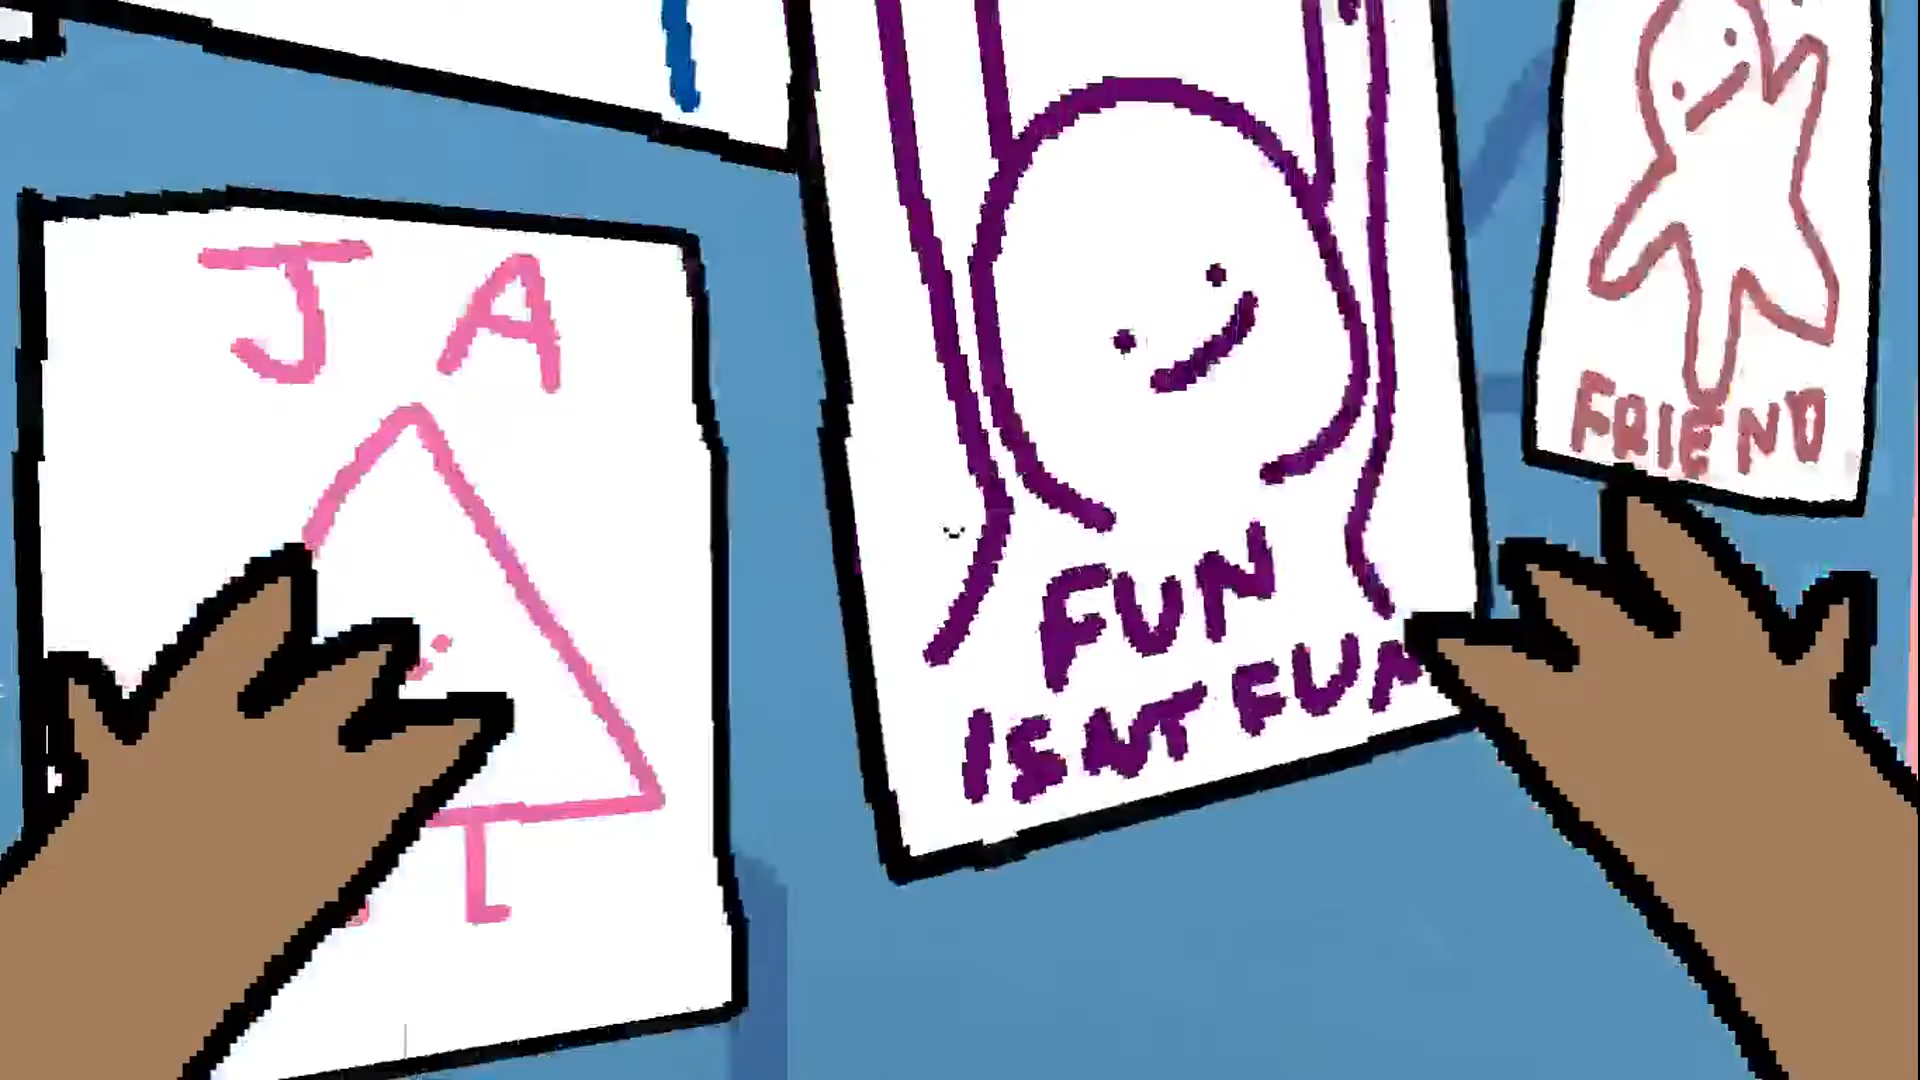 J A
L
FUN
ISNT FUN
FRIEND